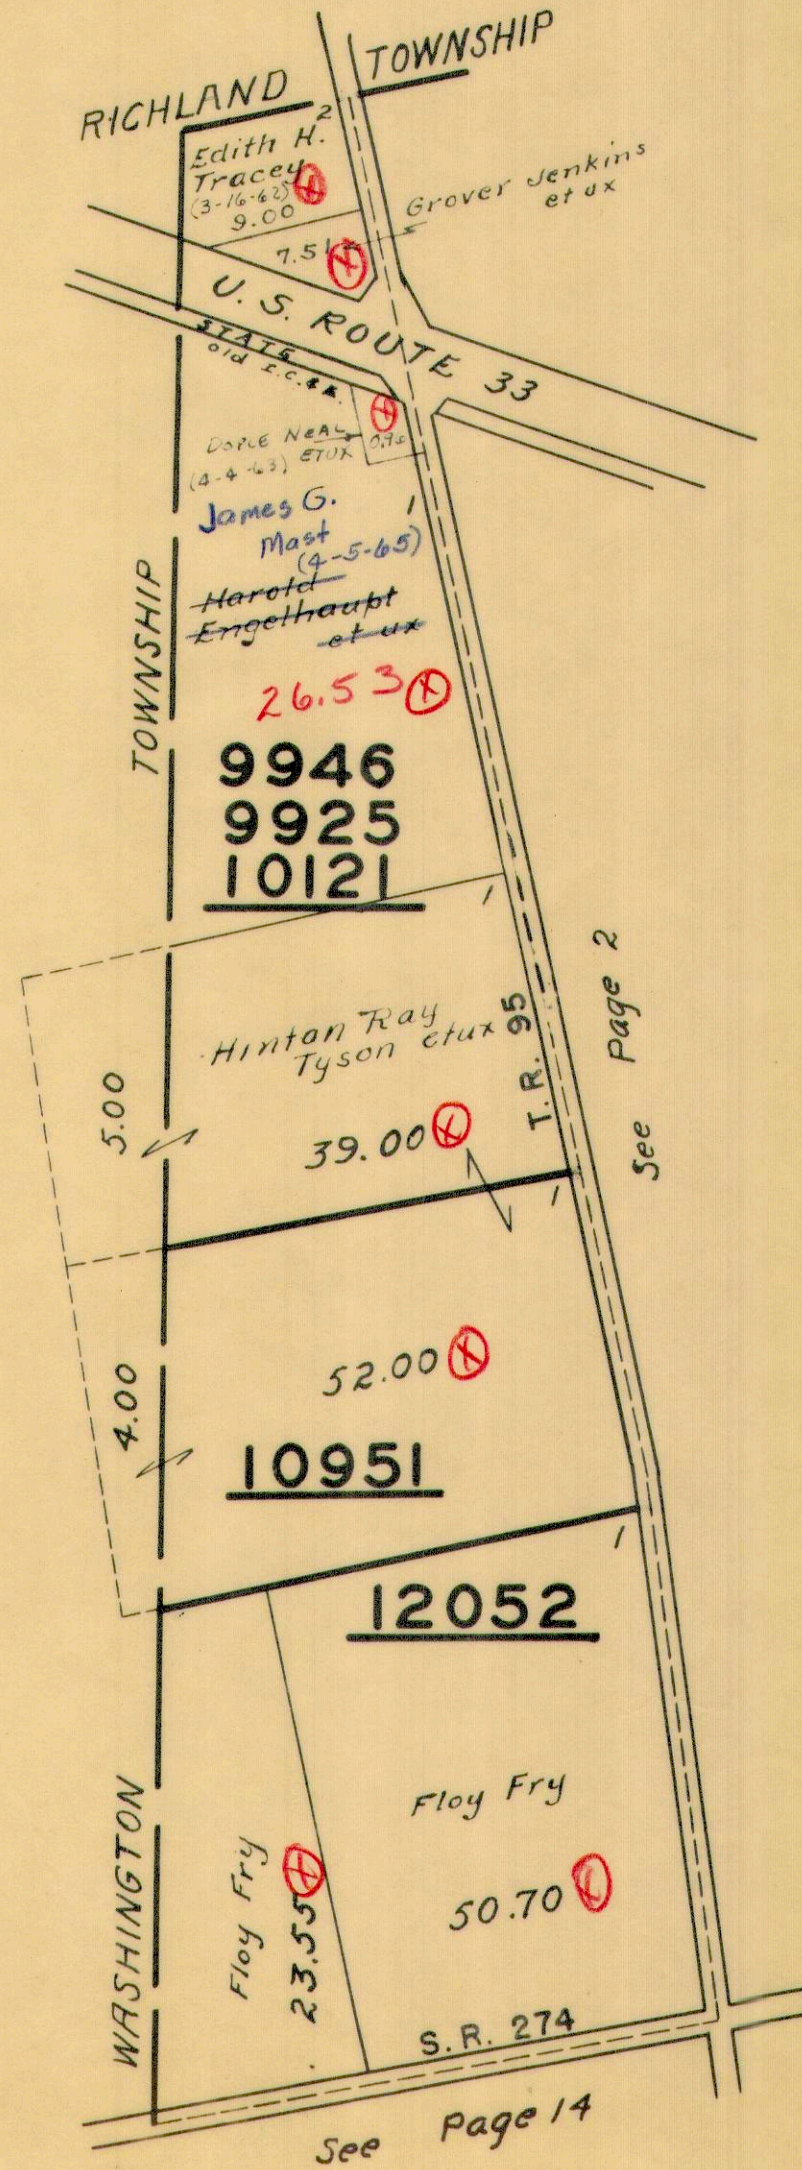 RICHLAND TOWNSHIP
2
Edith H.
Tracey
(3-16-62)
9.00
Grover Jenkins
et ux
7.51
U.S. ROUTE 33
STATE
old I.C.& E.
DOPLE NEAL
(4-4-63) ETUX
James G.
Mast
(4-5-65)
1
Harold
Engelhaupt
et ux
26.53
TOWNSHIP
9946
9925
10121
1
Hinton Ray
Tyson etux
T.R. 95
See Page 2
5.00
39.00
1
52.00
4.00
10951
1
12052
Floy Fry
50.70
Floy Fry
23.55
WASHINGTON
S.R. 274
See Page 14